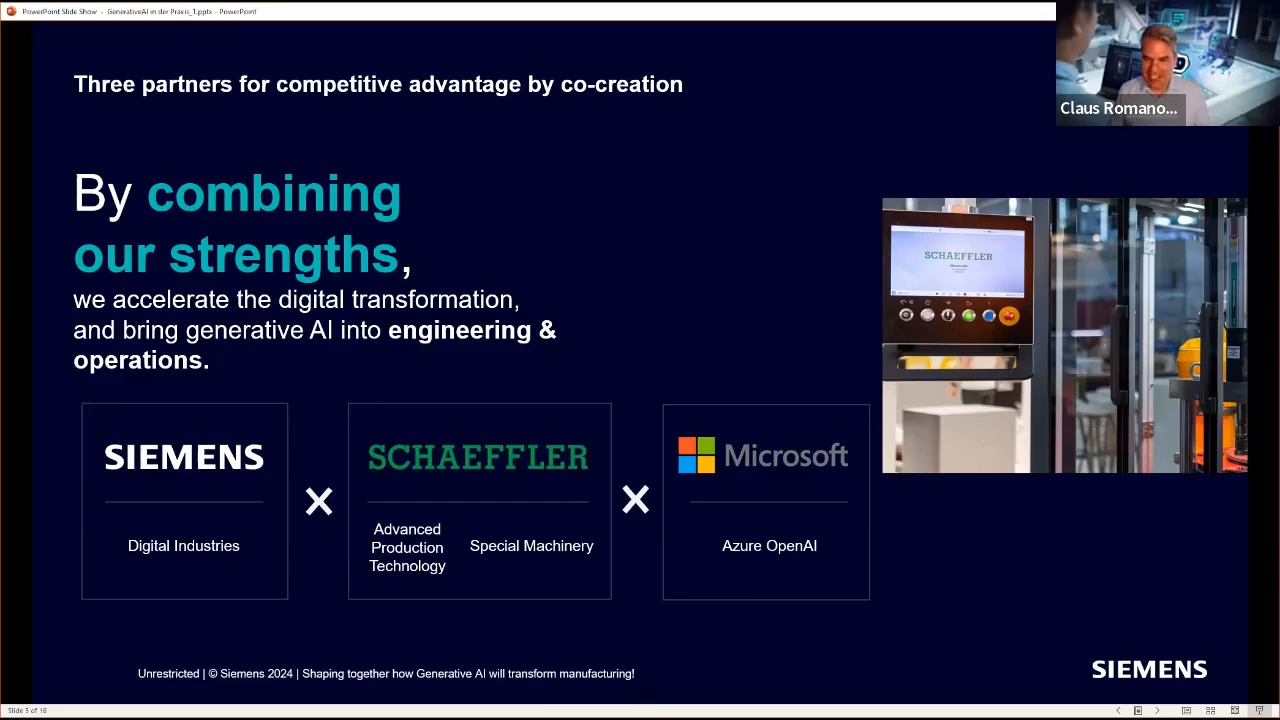 PowerPoint Slide Show - GenerativeAI in der Praxis_1.pptx - PowerPoint
Claus Romano...
Three partners for competitive advantage by co-creation
By combining
our strengths,
we accelerate the digital transformation,
and bring generative AI into engineering &
operations.
SCHAEFFLER
SIEMENS
Digital Industries
SCHAEFFLER
Advanced
Production
Technology
Special Machinery
Microsoft
Azure OpenAI
Unrestricted | © Siemens 2024 | Shaping together how Generative AI will transform manufacturing!
SIEMENS
Slide 5 of 16